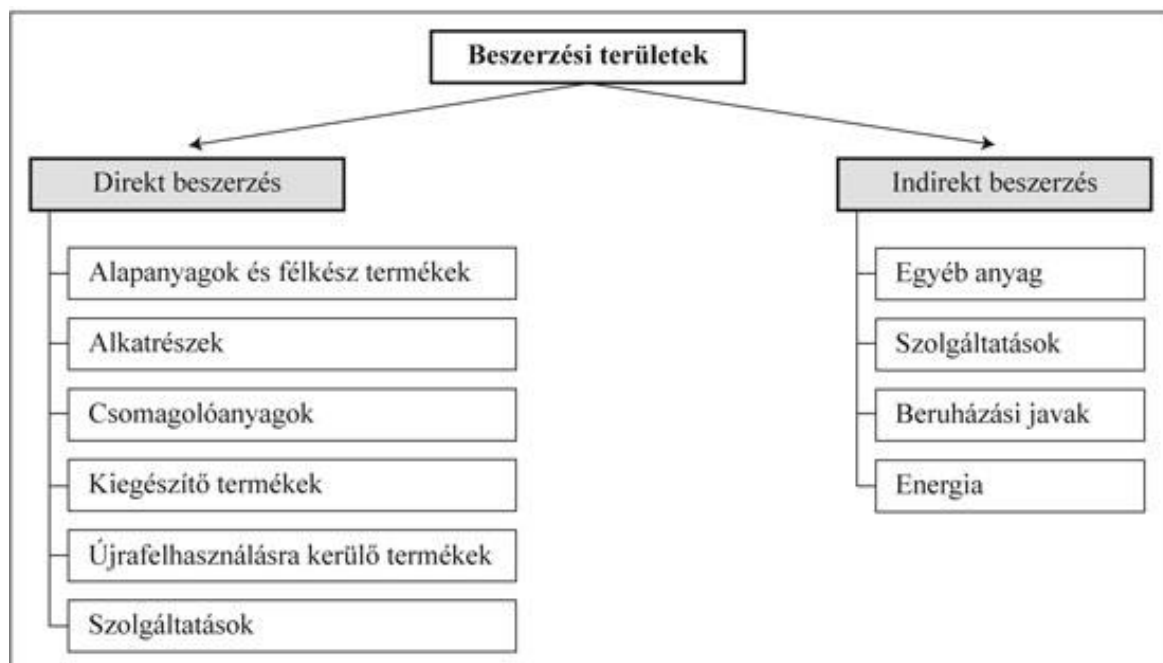 Beszerzési területek
Direkt beszerzés
Alapanyagok és félkész termékek
Alkatrészek
Csomagolóanyagok
Kiegészítő termékek
Újrafelhasználásra kerülő termékek
Szolgáltatások
Indirekt beszerzés
Egyéb anyag
Szolgáltatások
Beruházási javak
Energia